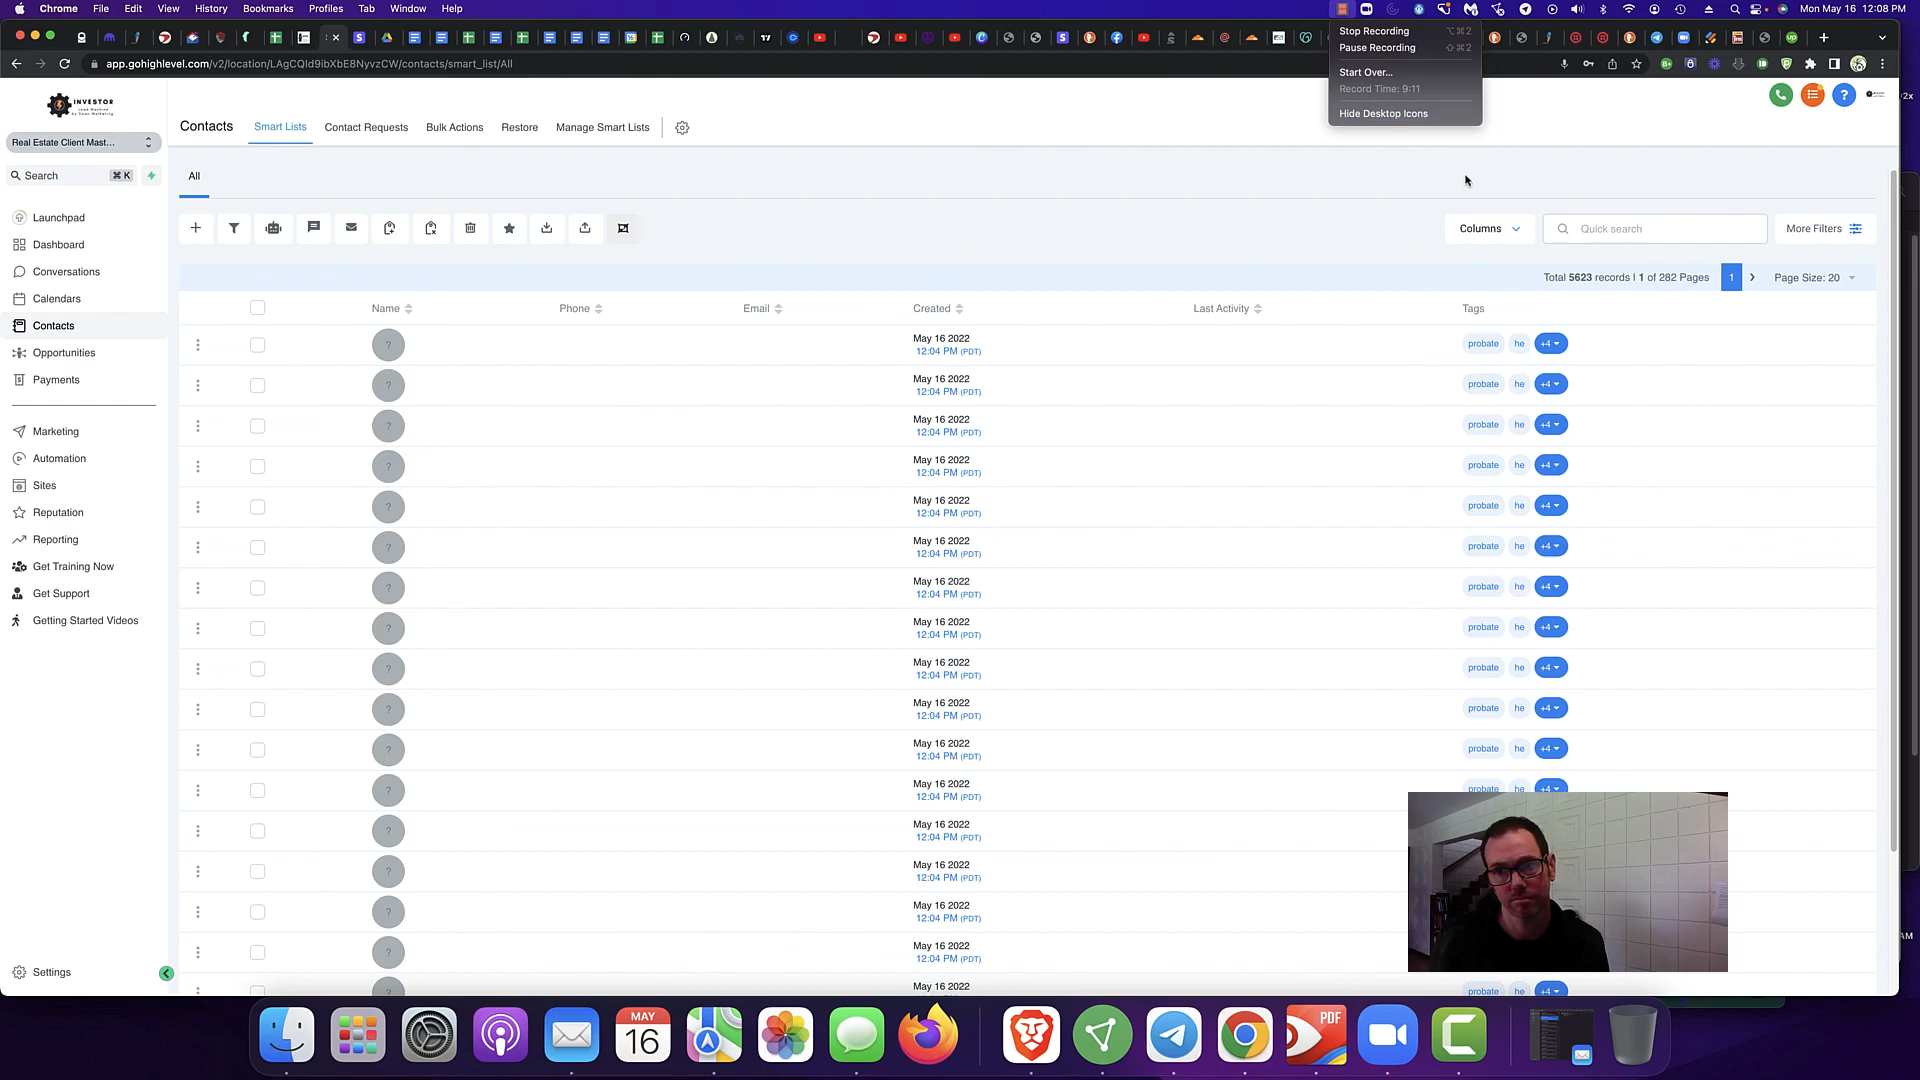 Chrome File Edit View History Bookmarks Profiles Tab Window Help
Mon May 16 12:08 PM
app.gohighlevel.com/v2/location/LAgCQId9ibXbE8NyvzCW/contacts/smart_list/All
Stop Recording ⌥⌘2
Pause Recording ⇧⌘2
Start Over...
Record Time: 9:11
Hide Desktop Icons
INVESTOR
Real Estate Client Mast...
Search ⌘ K
Launchpad
Dashboard
Conversations
Calendars
Contacts
Opportunities
Payments
Marketing
Automation
Sites
Reputation
Reporting
Get Training Now
Get Support
Getting Started Videos
Settings
Contacts Smart Lists Contact Requests Bulk Actions Restore Manage Smart Lists
All
Columns Quick search More Filters
Total 5623 records | 1 of 282 Pages 1 Page Size: 20
Name Phone Email Created Last Activity Tags
? May 16 2022 probate he +4
12:04 PM (PDT)
? May 16 2022 probate he +4
12:04 PM (PDT)
? May 16 2022 probate he +4
12:04 PM (PDT)
? May 16 2022 probate he +4
12:04 PM (PDT)
? May 16 2022 probate he +4
12:04 PM (PDT)
? May 16 2022 probate he +4
12:04 PM (PDT)
? May 16 2022 probate he +4
12:04 PM (PDT)
? May 16 2022 probate he +4
12:04 PM (PDT)
? May 16 2022 probate he +4
12:04 PM (PDT)
? May 16 2022 probate he +4
12:04 PM (PDT)
? May 16 2022 probate he +4
12:04 PM (PDT)
? May 16 2022 probate he +4
12:04 PM (PDT)
? May 16 2022
12:04 PM (PDT)
? May 16 2022
12:04 PM (PDT)
? May 16 2022
12:04 PM (PDT)
? May 16 2022
12:04 PM (PDT)
? May 16 2022 probate he +4
MAY
16
PDF